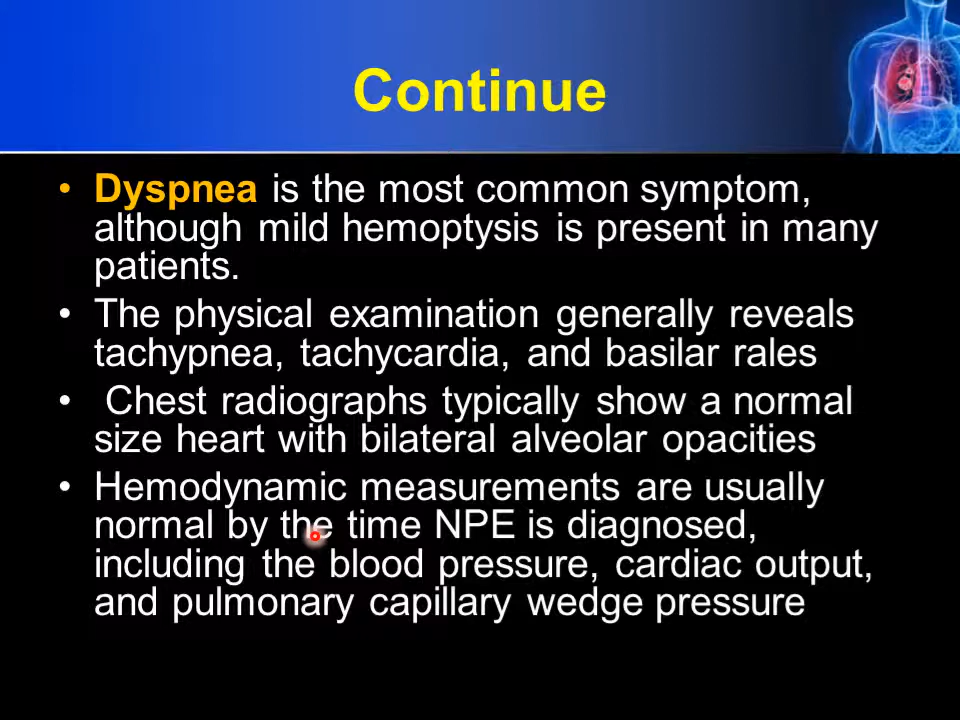 Continue
• Dyspnea is the most common symptom,
although mild hemoptysis is present in many
patients.
• The physical examination generally reveals
tachypnea, tachycardia, and basilar rales
• Chest radiographs typically show a normal
size heart with bilateral alveolar opacities
• Hemodynamic measurements are usually
normal by the time NPE is diagnosed,
including the blood pressure, cardiac output,
and pulmonary capillary wedge pressure